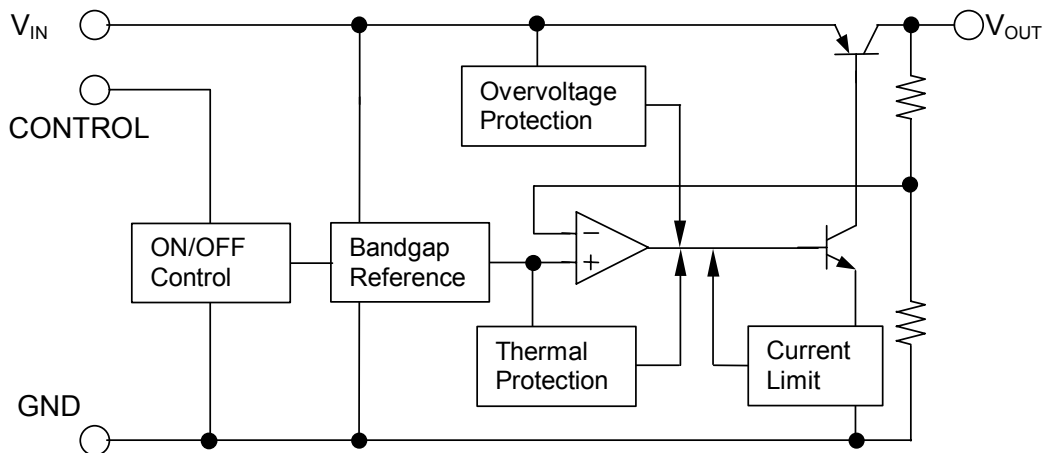 VIN
VOUT
CONTROL
Overvoltage
Protection
ON/OFF
Control
Bandgap
Reference
−
+
Thermal
Protection
Current
Limit
GND